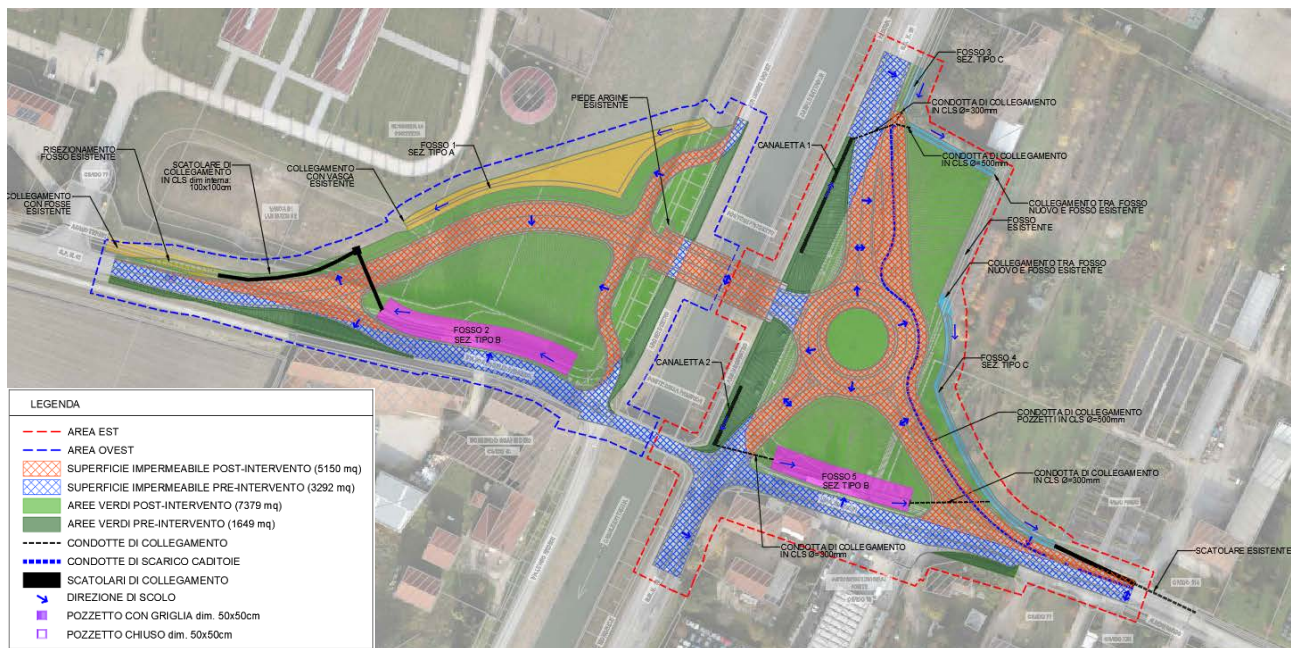 FOSSO 3
SEZ. TIPO C
PIEDE ARGINE
ESISTENTE
CONDOTTA DI COLLEGAMENTO
IN CLS Ø=300mm
RISEZIONAMENTO
FOSSO ESISTENTE
FOSSO 1
SEZ. TIPO A
CANALETTA 1
CONDOTTA DI COLLEGAMENTO
IN CLS Ø=500mm
SCATOLARE DI
COLLEGAMENTO
IN CLS dim interna:
100x100cm
COLLEGAMENTO
CON VASCA
ESISTENTE
COLLEGAMENTO
CON FOSSE
ESISTENTE
COLLEGAMENTO TRA FOSSO
NUOVO E FOSSO ESISTENTE
FOSSO
ESISTENTE
COLLEGAMENTO TRA FOSSO
NUOVO E FOSSO ESISTENTE
FOSSO 2
SEZ. TIPO B
CANALETTA 2
FOSSO 4
SEZ. TIPO C
CONDOTTA DI COLLEGAMENTO
POZZETTI IN CLS Ø=500mm
FOSSO 5
SEZ. TIPO B
CONDOTTA DI COLLEGAMENTO
IN CLS Ø=300mm
CONDOTTA DI COLLEGAMENTO
IN CLS Ø=300mm
SCATOLARE ESISTENTE
LEGENDA
AREA EST
AREA OVEST
SUPERFICIE IMPERMEABILE POST-INTERVENTO (5150 mq)
SUPERFICIE IMPERMEABILE PRE-INTERVENTO (3292 mq)
AREE VERDI POST-INTERVENTO (7379 mq)
AREE VERDI PRE-INTERVENTO (1649 mq)
CONDOTTE DI COLLEGAMENTO
CONDOTTE DI SCARICO CADITOIE
SCATOLARI DI COLLEGAMENTO
DIREZIONE DI SCOLO
POZZETTO CON GRIGLIA dim. 50x50cm
POZZETTO CHIUSO dim. 50x50cm